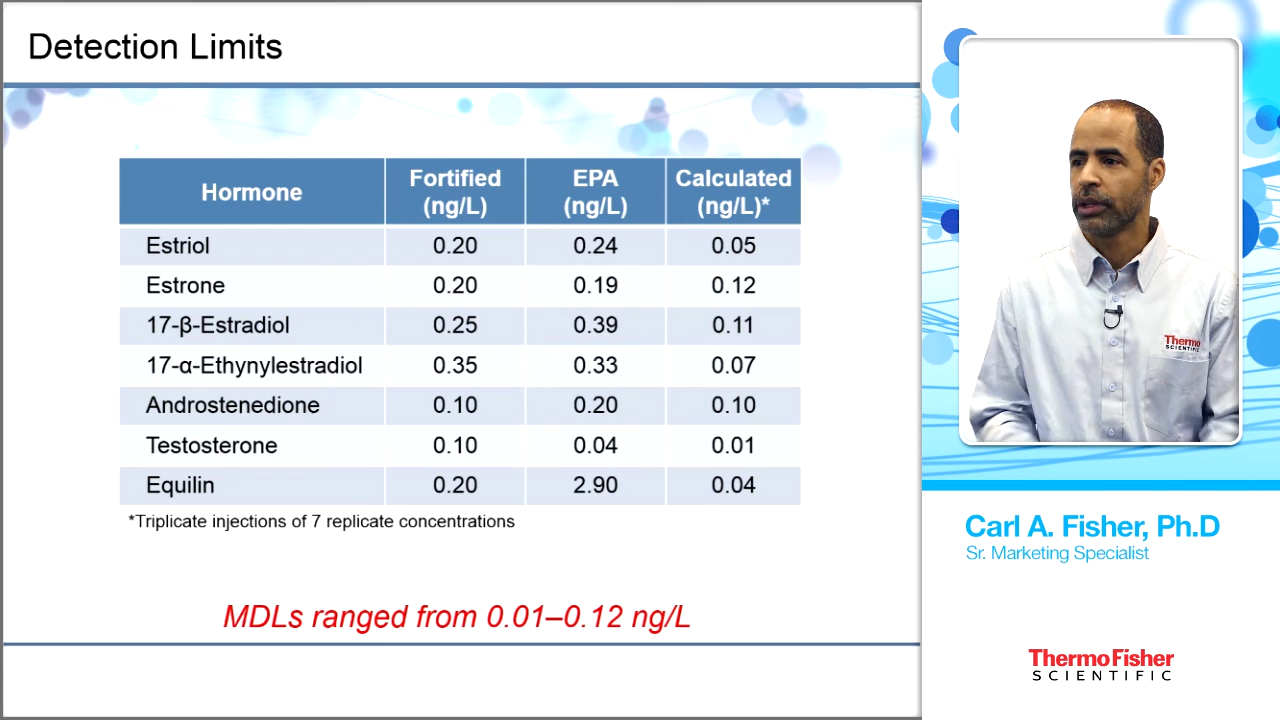 Detection Limits
Hormone Fortified (ng/L) EPA (ng/L) Calculated (ng/L)*
Estriol 0.20 0.24 0.05
Estrone 0.20 0.19 0.12
17-β-Estradiol 0.25 0.39 0.11
17-α-Ethynylestradiol 0.35 0.33 0.07
Androstenedione 0.10 0.20 0.10
Testosterone 0.10 0.04 0.01
Equilin 0.20 2.90 0.04
*Triplicate injections of 7 replicate concentrations
MDLs ranged from 0.01–0.12 ng/L
Thermo
SCIENTIFIC
Carl A. Fisher, Ph.D
Sr. Marketing Specialist
ThermoFisher
SCIENTIFIC